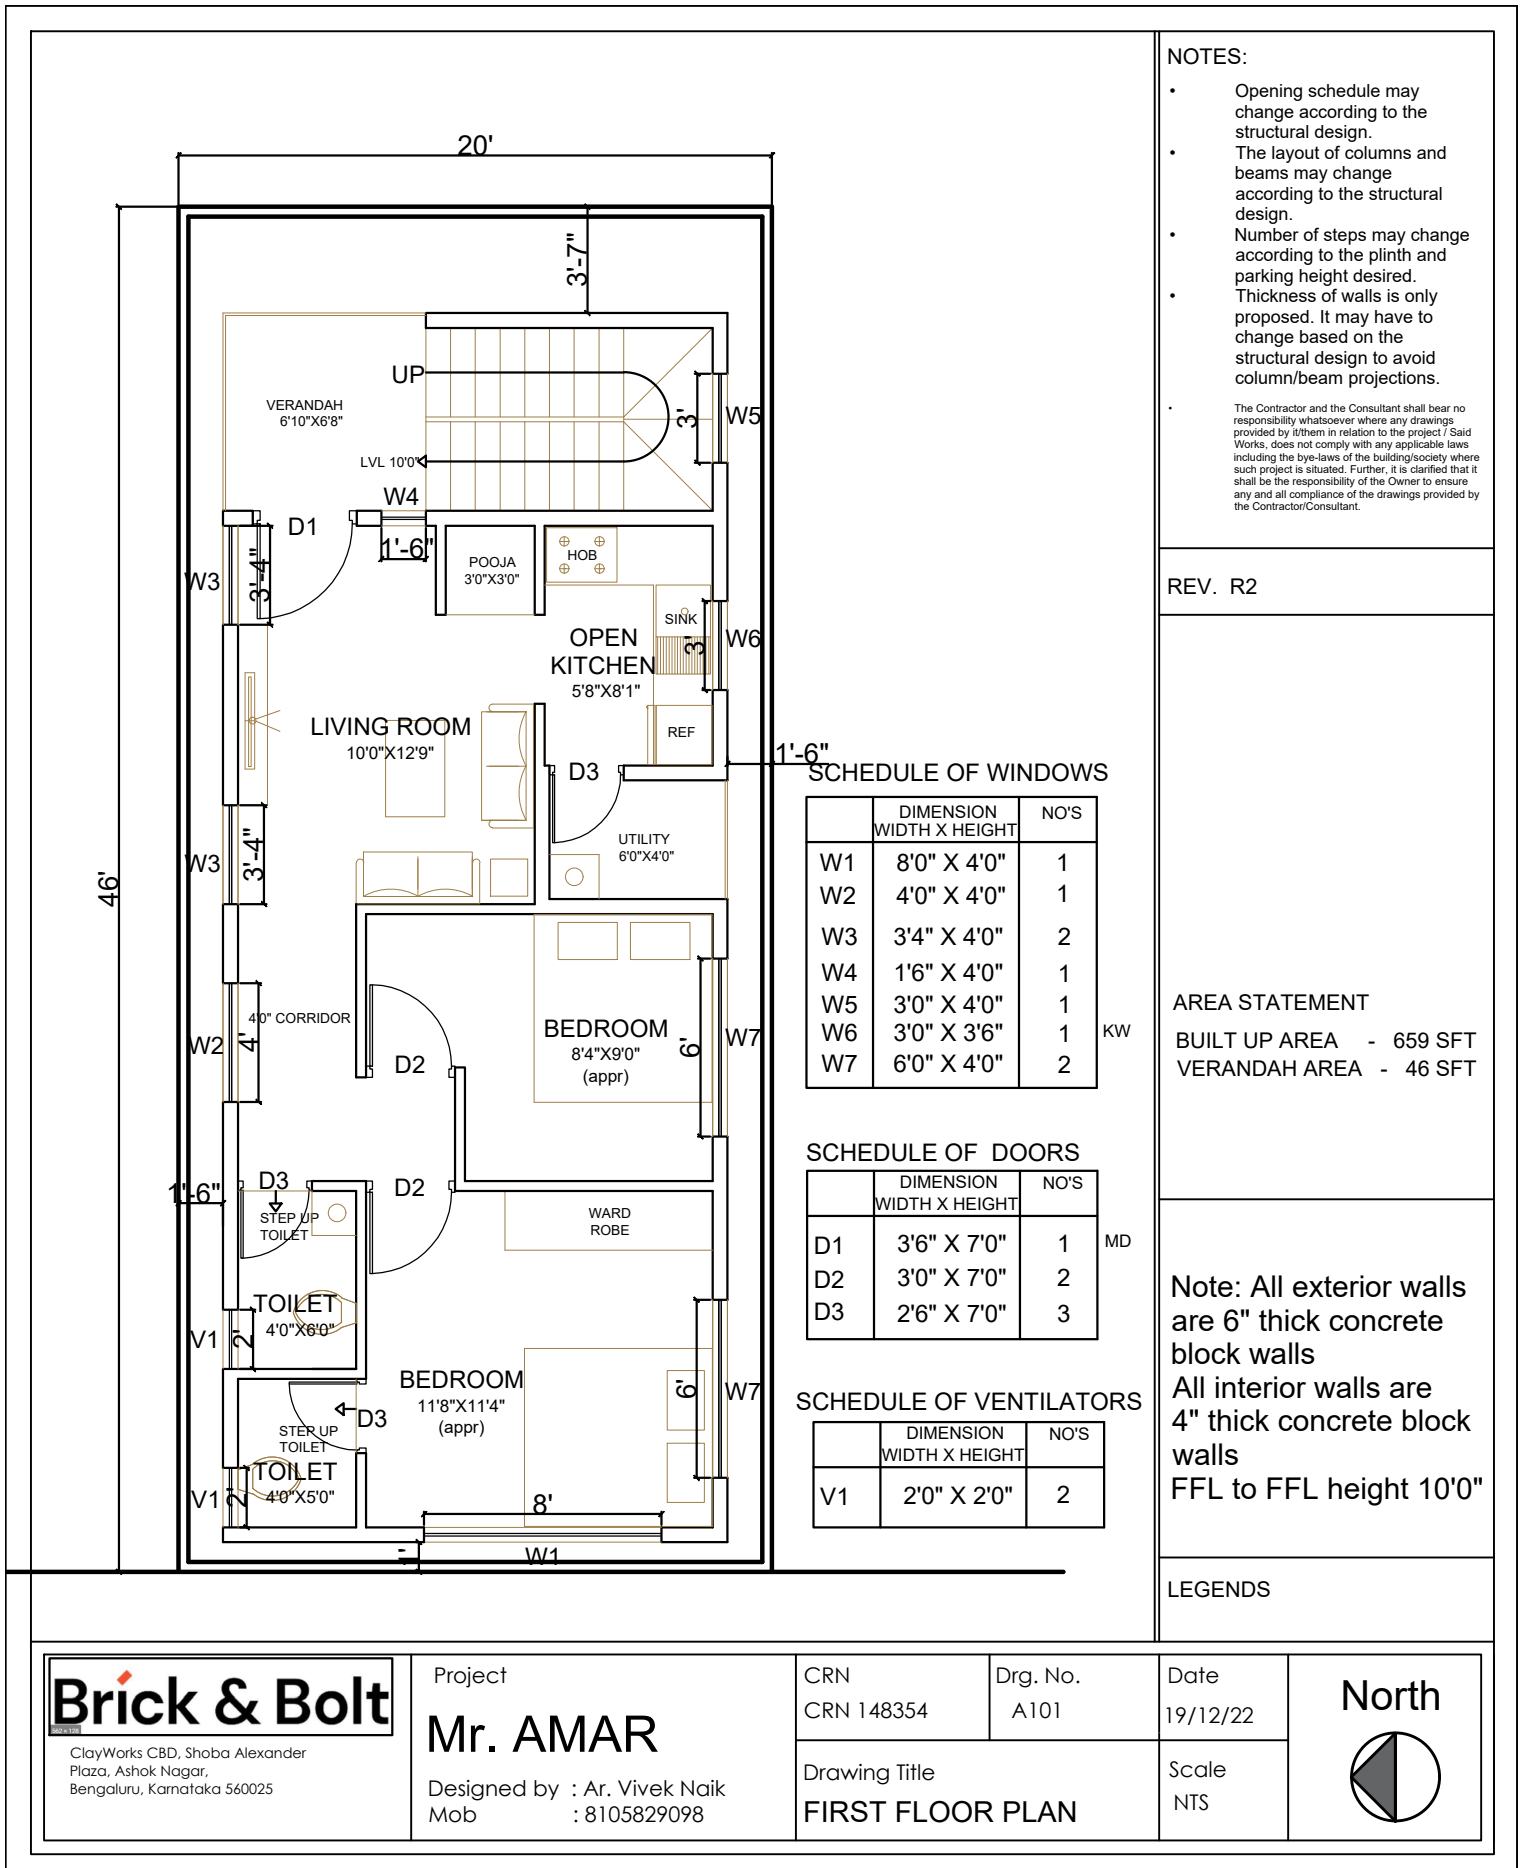 20'
3'-7"
46'
UP
VERANDAH
6'10"X6'8"
LVL 10'0"
W5
3'
W4
D1
1'-6"
W3
3'-4"
POOJA
3'0"X3'0"
HOB
SINK
3'
W6
OPEN
KITCHEN
5'8"X8'1"
REF
LIVING ROOM
10'0"X12'9"
1'-6"
D3
UTILITY
6'0"X4'0"
W3
3'-4"
4'0" CORRIDOR
W2
4'
BEDROOM
8'4"X9'0"
(appr)
6'
W7
D2
D3
D2
1'-6"
STEP UP
TOILET
WARD
ROBE
TOILET
4'0"X6'0"
V1
2'
BEDROOM
11'8"X11'4"
(appr)
6'
W7
D3
STEP UP
TOILET
TOILET
4'0"X5'0"
V1
2'
8'
W1
1'
SCHEDULE OF WINDOWS
DIMENSION NO'S
WIDTH X HEIGHT
W1 8'0" X 4'0" 1
W2 4'0" X 4'0" 1
W3 3'4" X 4'0" 2
W4 1'6" X 4'0" 1
W5 3'0" X 4'0" 1
W6 3'0" X 3'6" 1 KW
W7 6'0" X 4'0" 2
SCHEDULE OF DOORS
DIMENSION NO'S
WIDTH X HEIGHT
D1 3'6" X 7'0" 1 MD
D2 3'0" X 7'0" 2
D3 2'6" X 7'0" 3
SCHEDULE OF VENTILATORS
DIMENSION NO'S
WIDTH X HEIGHT
V1 2'0" X 2'0" 2
NOTES:
• Opening schedule may
change according to the
structural design.
• The layout of columns and
beams may change
according to the structural
design.
• Number of steps may change
according to the plinth and
parking height desired.
• Thickness of walls is only
proposed. It may have to
change based on the
structural design to avoid
column/beam projections.
• The Contractor and the Consultant shall bear no
responsibility whatsoever where any drawings
provided by it/them in relation to the project / Said
Works, does not comply with any applicable laws
including the bye-laws of the building/society where
such project is situated. Further, it is clarified that it
shall be the responsibility of the Owner to ensure
any and all compliance of the drawings provided by
the Contractor/Consultant.
REV. R2
AREA STATEMENT
BUILT UP AREA - 659 SFT
VERANDAH AREA - 46 SFT
Note: All exterior walls
are 6" thick concrete
block walls
All interior walls are
4" thick concrete block
walls
FFL to FFL height 10'0"
LEGENDS
Brick & Bolt
ClayWorks CBD, Shoba Alexander
Plaza, Ashok Nagar,
Bengaluru, Karnataka 560025
Project
Mr. AMAR
Designed by : Ar. Vivek Naik
Mob : 8105829098
CRN
CRN 148354
Drg. No.
A101
Drawing Title
FIRST FLOOR PLAN
Date
19/12/22
Scale
NTS
North